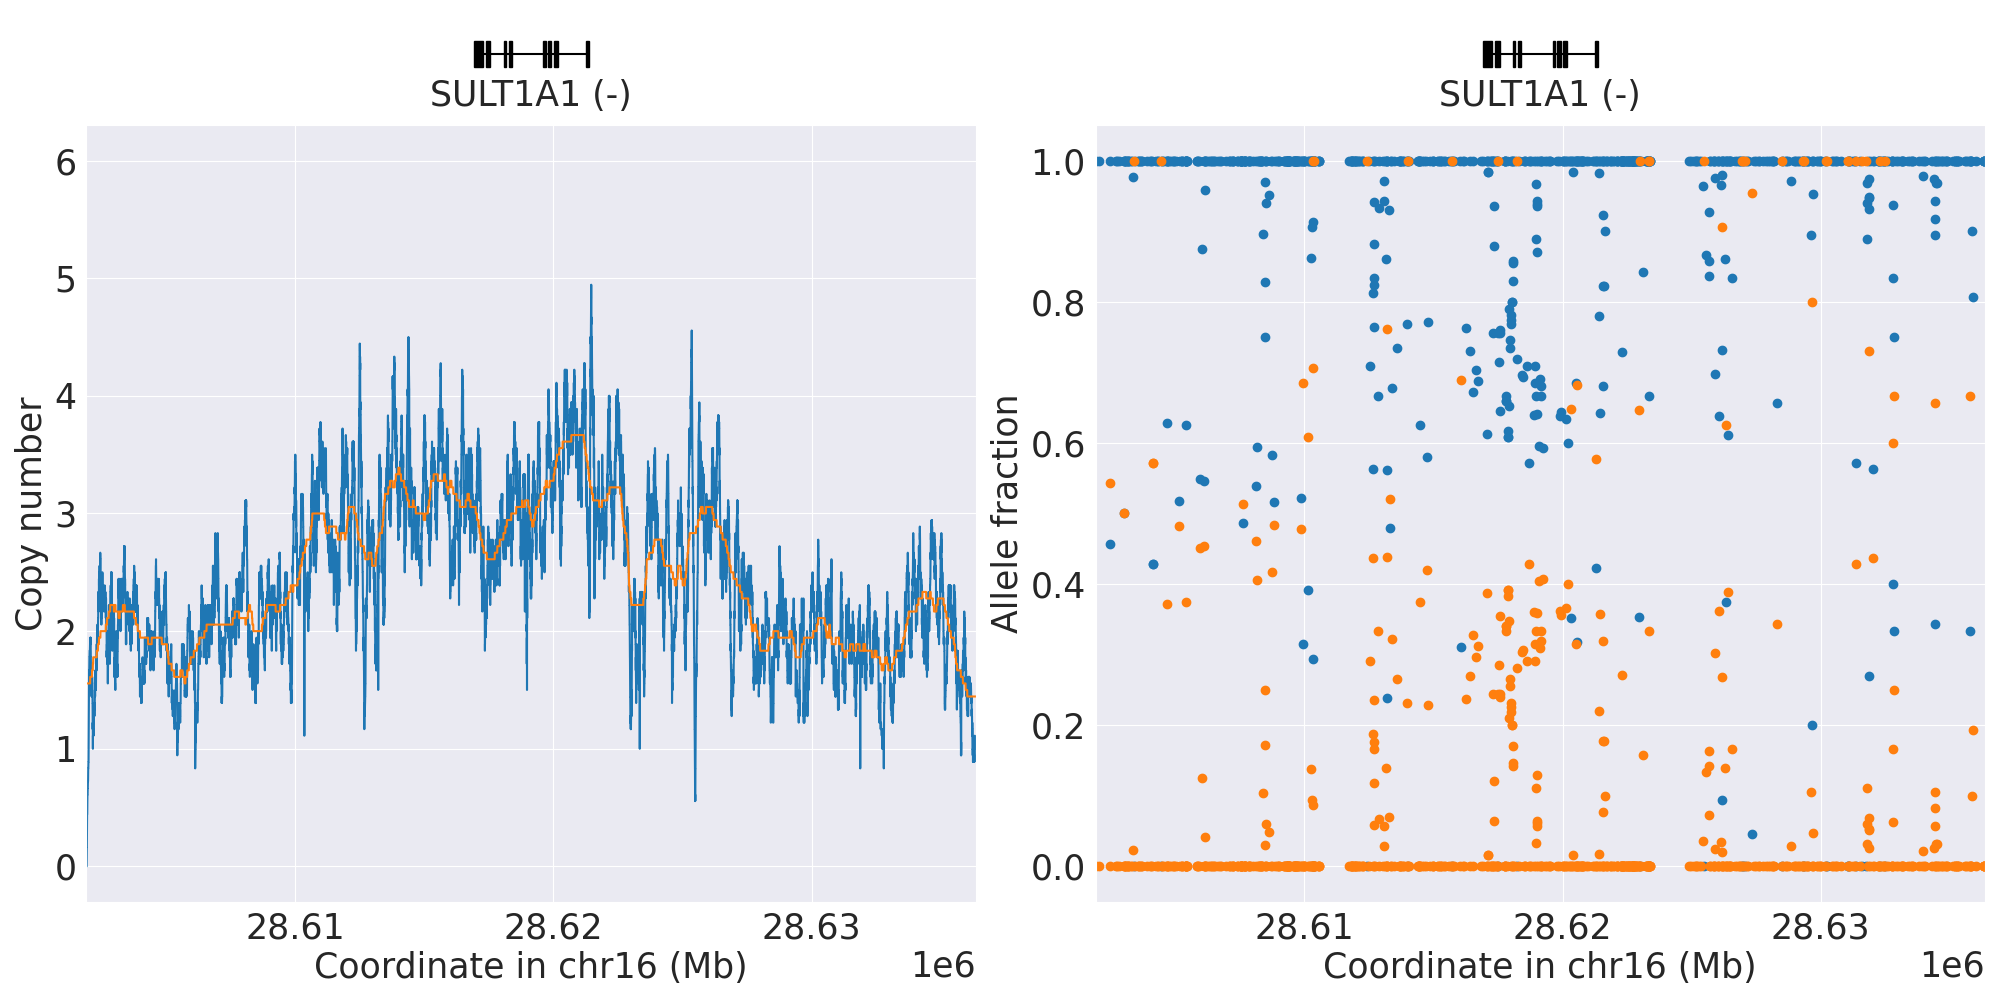 SULT1A1 (-)
Copy number
6
5
4
3
2
1
0
28.61
28.62
28.63
Coordinate in chr16 (Mb)
1e6
SULT1A1 (-)
Allele fraction
1.0
0.8
0.6
0.4
0.2
0.0
28.61
28.62
28.63
Coordinate in chr16 (Mb)
1e6